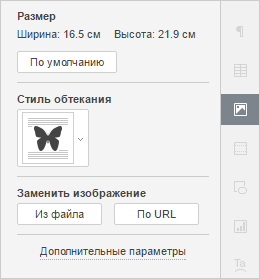 Размер
Ширина: 16.5 см Высота: 21.9 см
По умолчанию
Стиль обтекания
Заменить изображение
Из файла По URL
Дополнительные параметры
Ta